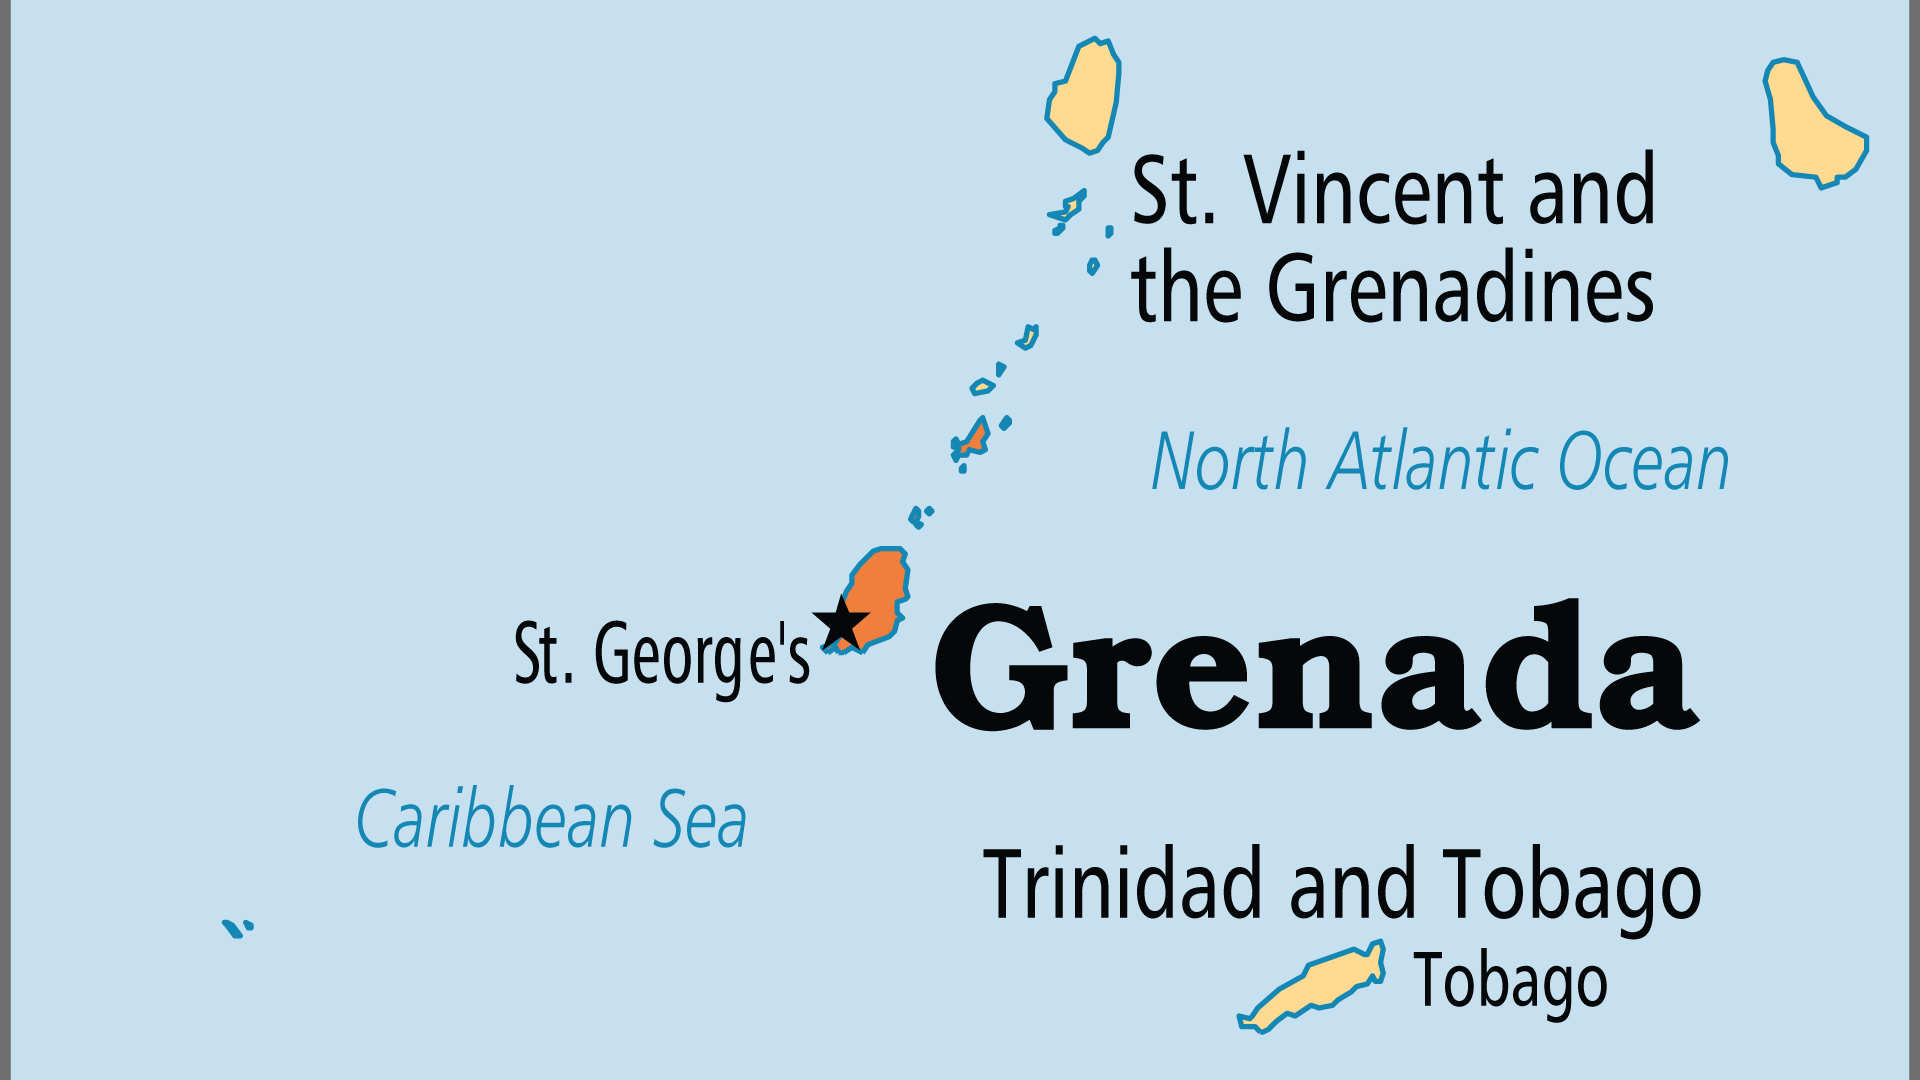 St. Vincent and
the Grenadines
North Atlantic Ocean
St. George's
Grenada
Caribbean Sea
Trinidad and Tobago
Tobago